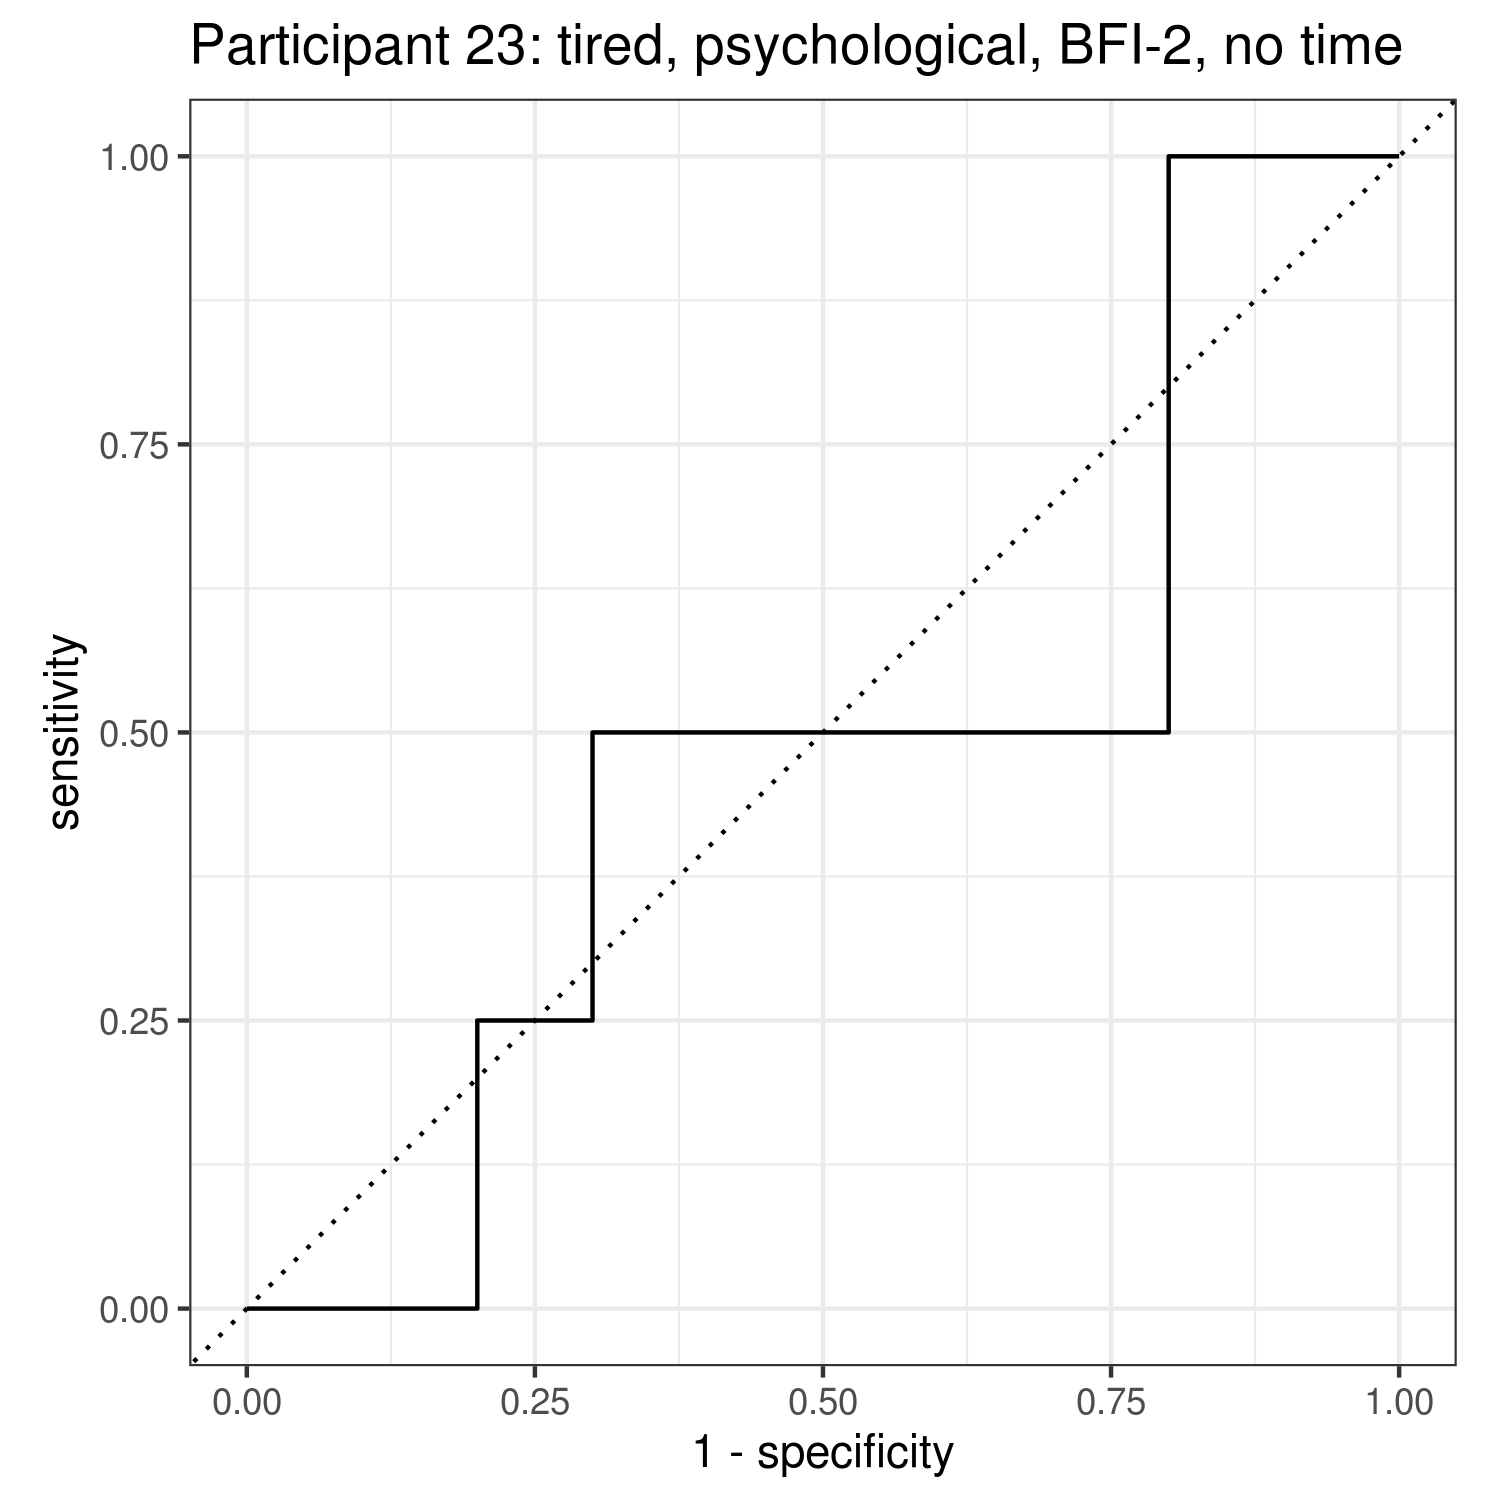 Participant 23: tired, psychological, BFI-2, no time
1.00
0.75
0.50
0.25
0.00
sensitivity
0.00 0.25 0.50 0.75 1.00
1 - specificity